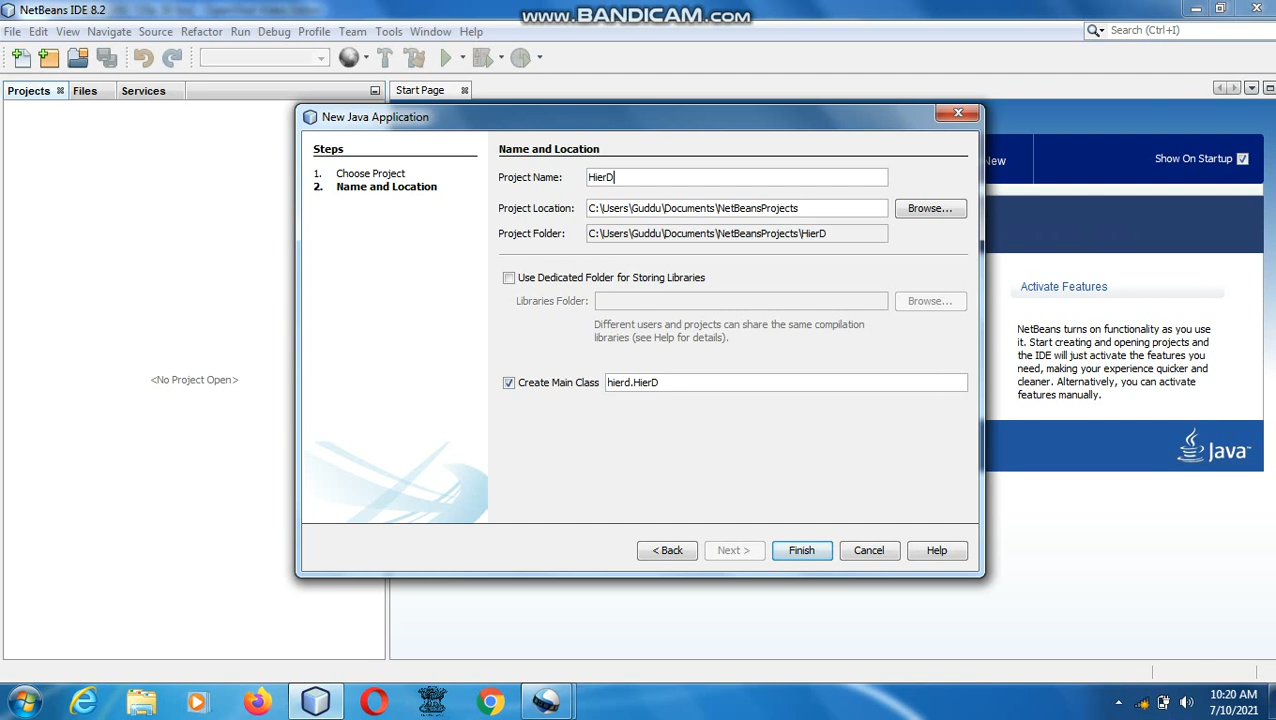 NetBeans IDE 8.2
www.BANDICAM.com
File Edit View Navigate Source Refactor Run Debug Profile Team Tools Window Help
Search (Ctrl+I)
Projects Files Services
Start Page
New Java Application
Steps
1. Choose Project
2. Name and Location
Name and Location
Project Name: HierD
Project Location: C:\Users\Guddu\Documents\NetBeansProjects Browse...
Project Folder: C:\Users\Guddu\Documents\NetBeansProjects\HierD
Use Dedicated Folder for Storing Libraries
Libraries Folder: Browse...
Different users and projects can share the same compilation
libraries (see Help for details).
Create Main Class hierd.HierD
< Back Next > Finish Cancel Help
<No Project Open>
New
Show On Startup
Activate Features
NetBeans turns on functionality as you use
it. Start creating and opening projects and
the IDE will just activate the features you
need, making your experience quicker and
cleaner. Alternatively, you can activate
features manually.
Java
10:20 AM
7/10/2021